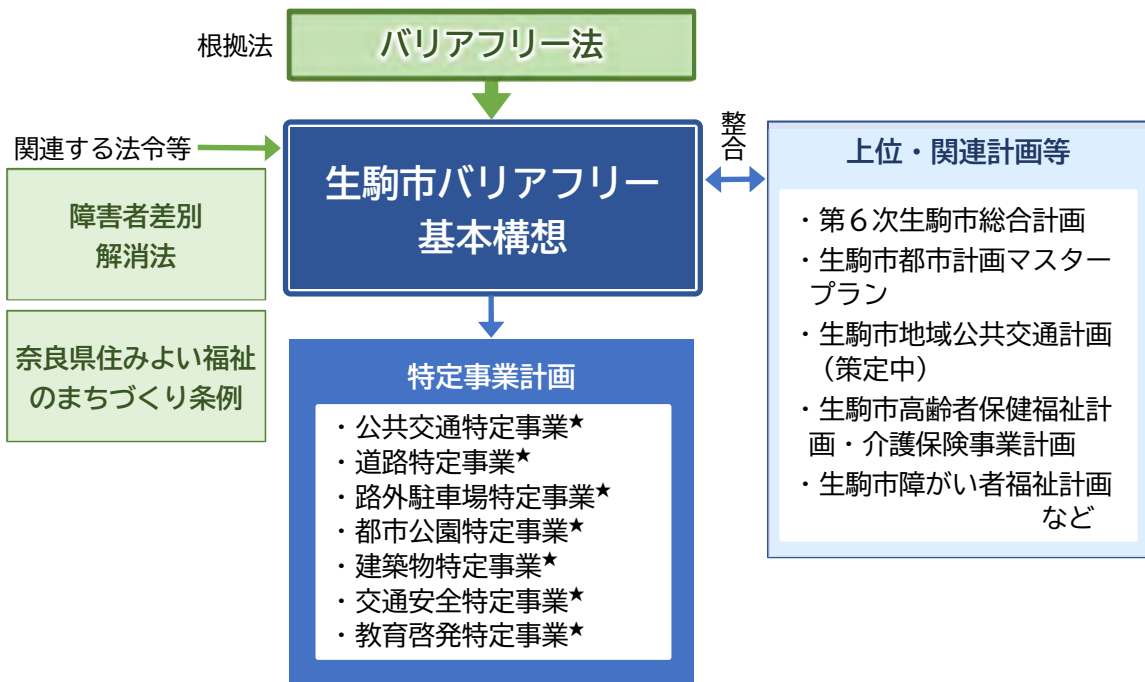 根拠法
バリアフリー法
関連する法令等
障害者差別
解消法
奈良県住みよい福祉
のまちづくり条例
生駒市バリアフリー
基本構想
整合
上位・関連計画等
・第６次生駒市総合計画
・生駒市都市計画マスター
プラン
・生駒市地域公共交通計画
（策定中）
・生駒市高齢者保健福祉計
画・介護保険事業計画
・生駒市障がい者福祉計画
など
特定事業計画
・公共交通特定事業★
・道路特定事業★
・路外駐車場特定事業★
・都市公園特定事業★
・建築物特定事業★
・交通安全特定事業★
・教育啓発特定事業★